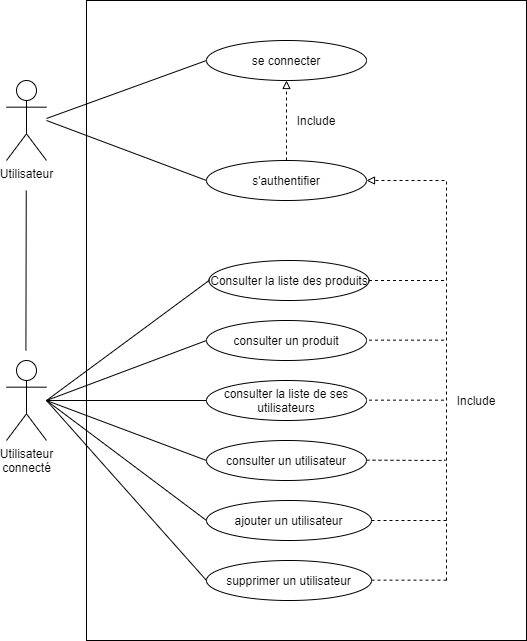 se connecter
Include
Utilisateur
s'authentifier
Consulter la liste des produits
consulter un produit
consulter la liste de ses
utilisateurs
Include
Utilisateur
connecté
consulter un utilisateur
ajouter un utilisateur
supprimer un utilisateur